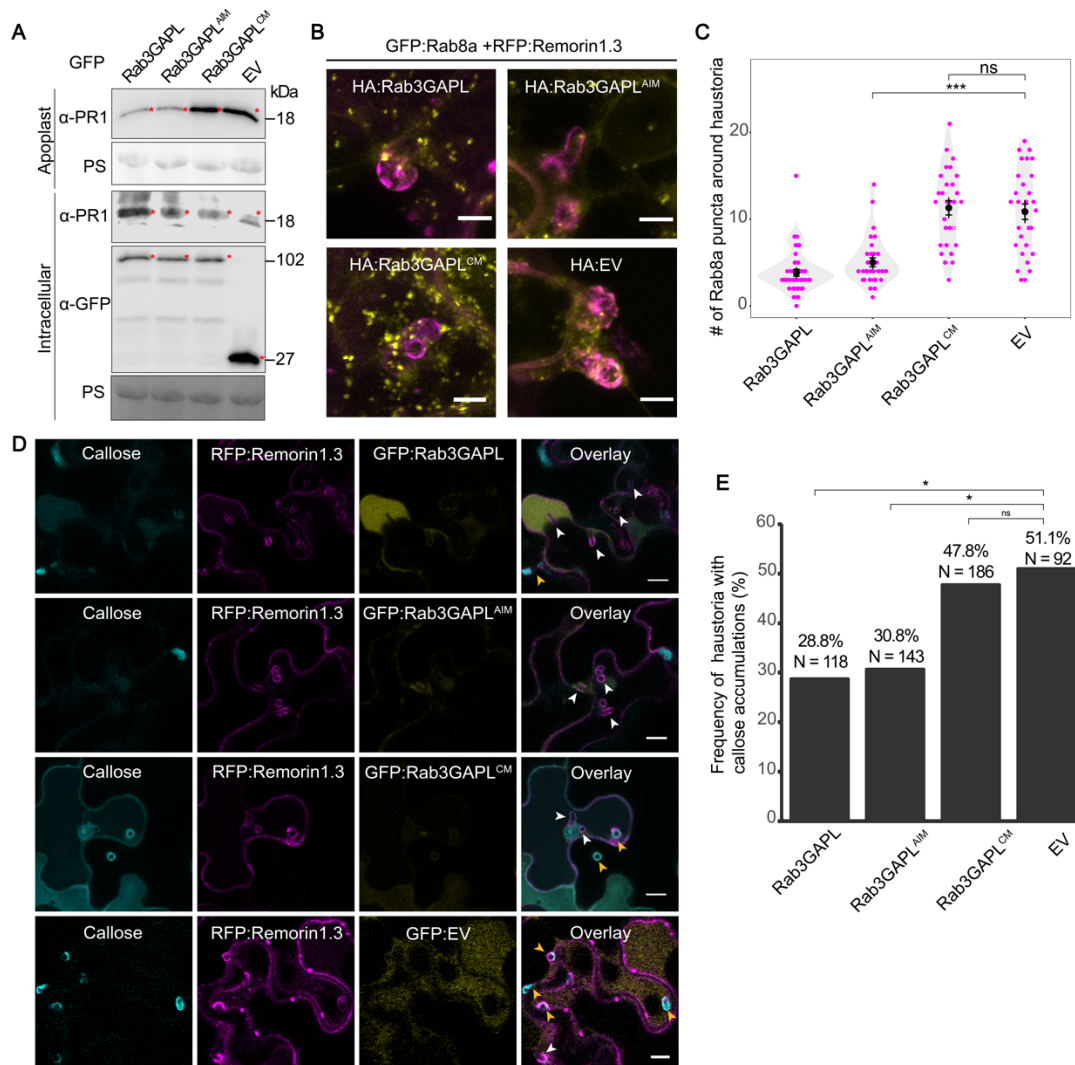 A
GFP
Rab3GAPL
Rab3GAPL^AIM
Rab3GAPL^CM
EV
kDa
Apoplast
α-PR1
18
PS
Intracellular
α-PR1
18
α-GFP
102
27
PS
B
GFP:Rab8a +RFP:Remorin1.3
HA:Rab3GAPL
HA:Rab3GAPL^AIM
HA:Rab3GAPL^CM
HA:EV
C
# of Rab8a puncta around haustoria
ns
***
20
10
0
Rab3GAPL
Rab3GAPL^AIM
Rab3GAPL^CM
EV
D
Callose
RFP:Remorin1.3
GFP:Rab3GAPL
Overlay
Callose
RFP:Remorin1.3
GFP:Rab3GAPL^AIM
Overlay
Callose
RFP:Remorin1.3
GFP:Rab3GAPL^CM
Overlay
Callose
RFP:Remorin1.3
GFP:EV
Overlay
E
Frequency of haustoria with
callose accumulations (%)
*
*
ns
60
50
40
30
20
10
0
28.8%
N = 118
30.8%
N = 143
47.8%
N = 186
51.1%
N = 92
Rab3GAPL
Rab3GAPL^AIM
Rab3GAPL^CM
EV